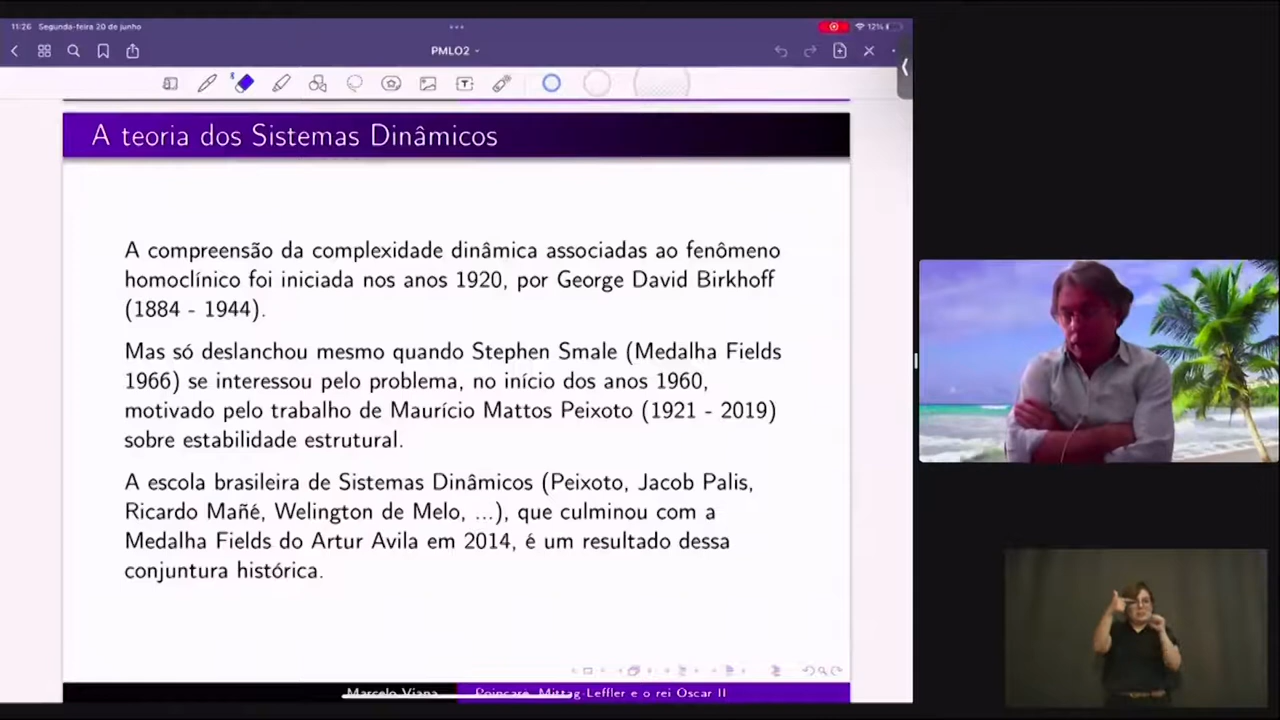 11:26 Segunda-feira 20 de junho
12%
PMLO2
A teoria dos Sistemas Dinâmicos
A compreensão da complexidade dinâmica associadas ao fenômeno
homoclínico foi iniciada nos anos 1920, por George David Birkhoff
(1884 - 1944).
Mas só deslanchou mesmo quando Stephen Smale (Medalha Fields
1966) se interessou pelo problema, no início dos anos 1960,
motivado pelo trabalho de Maurício Mattos Peixoto (1921 - 2019)
sobre estabilidade estrutural.
A escola brasileira de Sistemas Dinâmicos (Peixoto, Jacob Palis,
Ricardo Mañé, Welington de Melo, ...), que culminou com a
Medalha Fields do Artur Avila em 2014, é um resultado dessa
conjuntura histórica.
Marcelo Viana Poincaré, Mittag-Leffler e o rei Oscar II